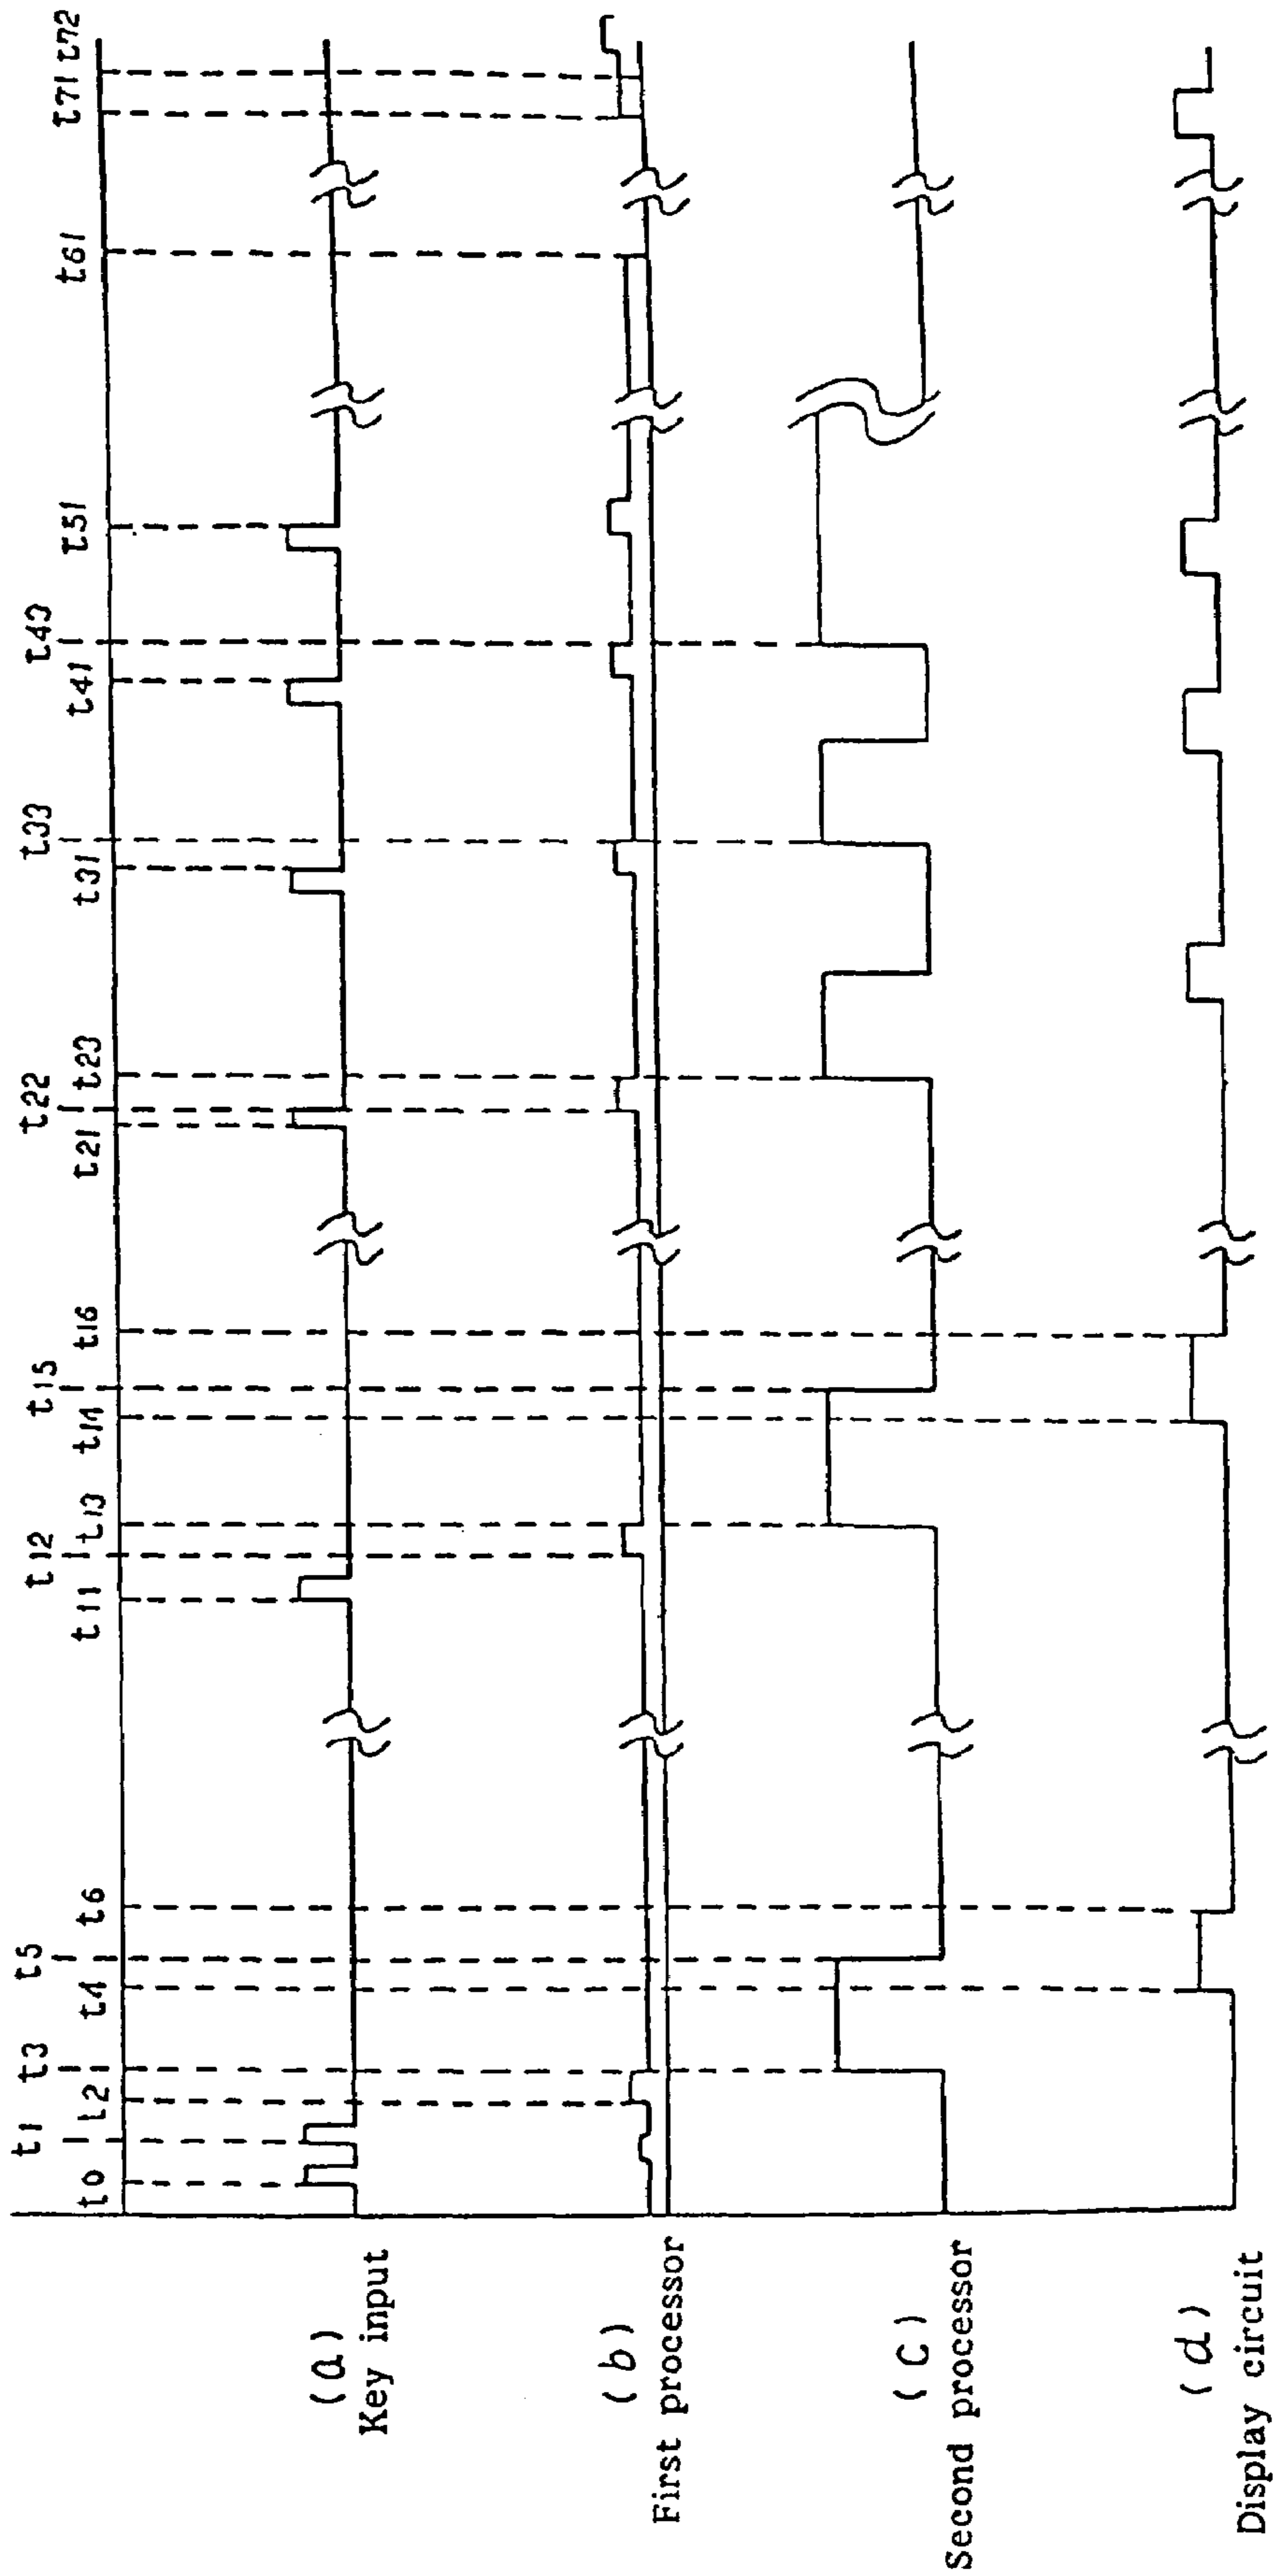 t1 t3 t5 t12 t15 t22 t33 t43
t0 t2 t4 t6 t11 t13 t14 t16 t21 t23 t31 t41 t51 t61 t71 t72
(a)
Key input
(b)
First processor
(c)
Second processor
(d)
Display circuit